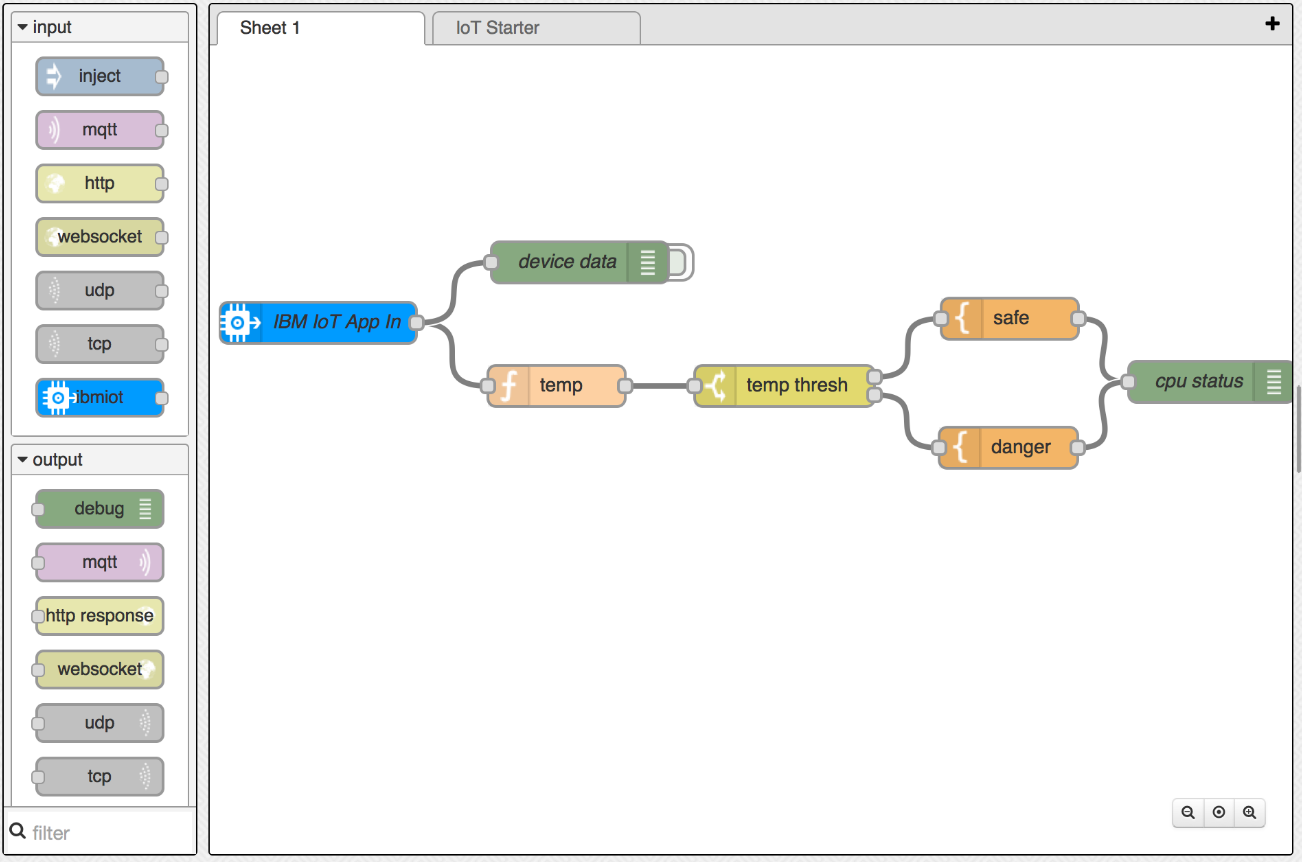 input
inject
mqtt
http
websocket
udp
tcp
ibmiot
output
debug
mqtt
http response
websocket
udp
tcp
filter
Sheet 1
IoT Starter
device data
IBM IoT App In
temp
temp thresh
safe
danger
cpu status